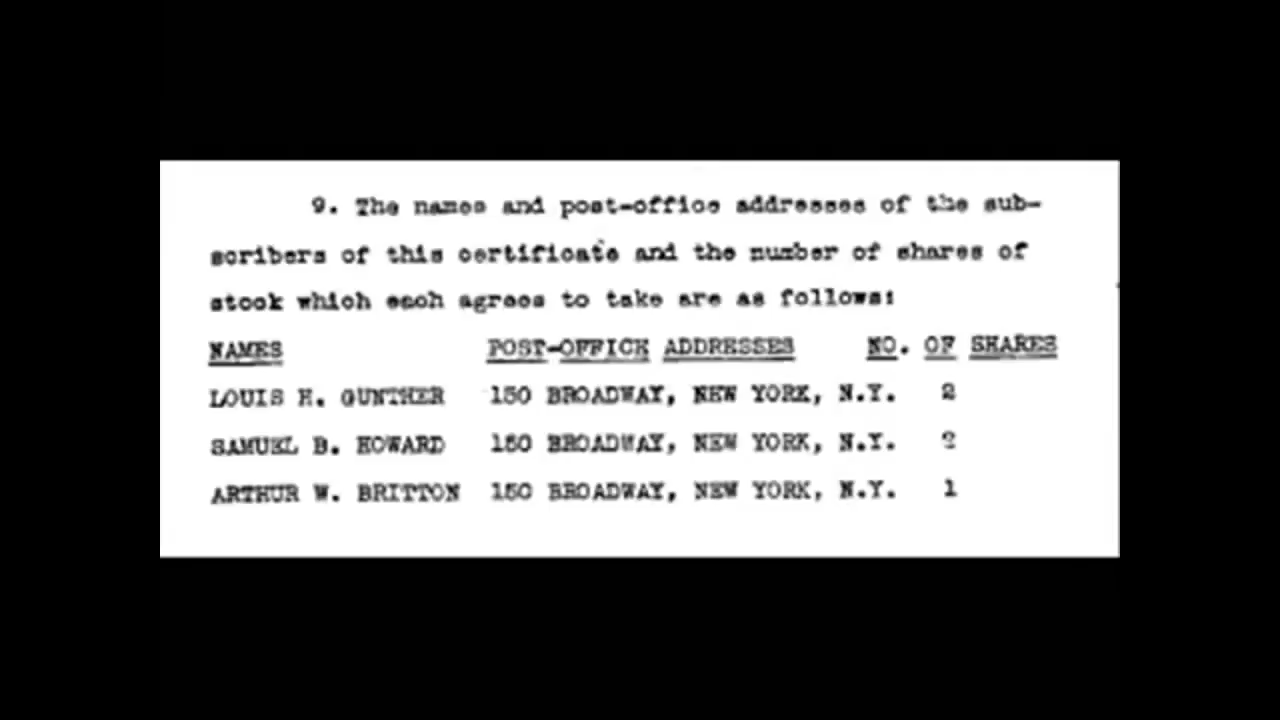 9. The names and post-office addresses of the sub-
scribers of this certificate and the number of shares of
stock which each agrees to take are as follows:
NAMES POST-OFFICE ADDRESSES NO. OF SHARES
LOUIS H. GUNTHER 150 BROADWAY, NEW YORK, N.Y. 2
SAMUEL B. HOWARD 150 BROADWAY, NEW YORK, N.Y. 2
ARTHUR W. BRITTON 150 BROADWAY, NEW YORK, N.Y. 1